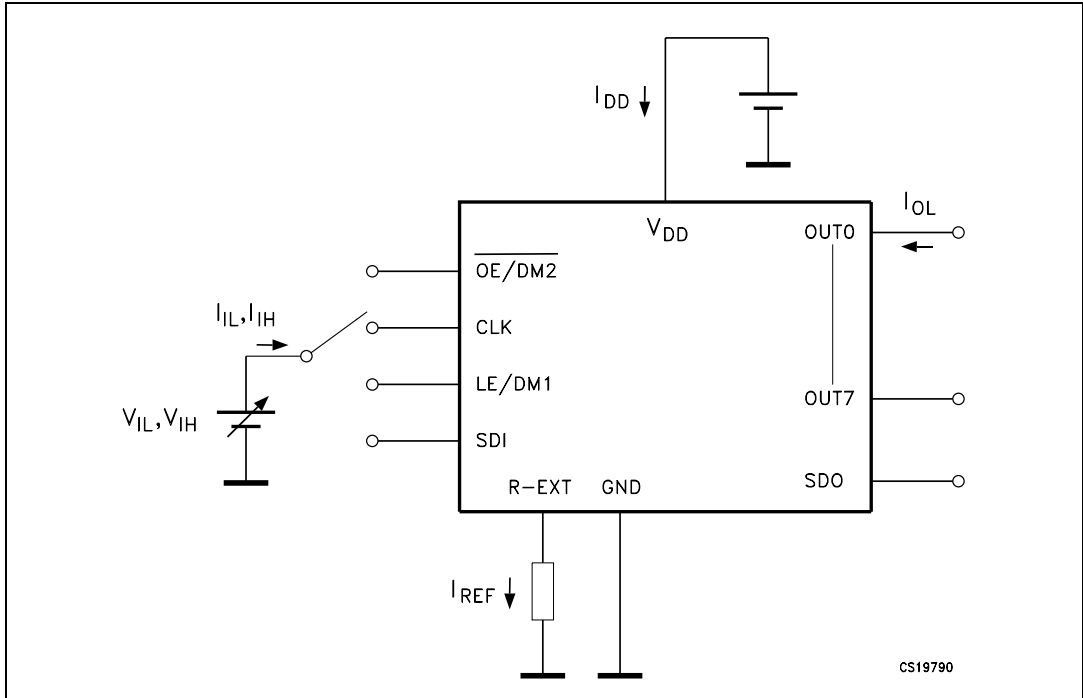 I_DD
V_DD
OUT0
I_OL
OE/DM2
I_IL,I_IH
CLK
LE/DM1
OUT7
V_IL,V_IH
SDI
SDO
R-EXT
GND
I_REF
CS19790